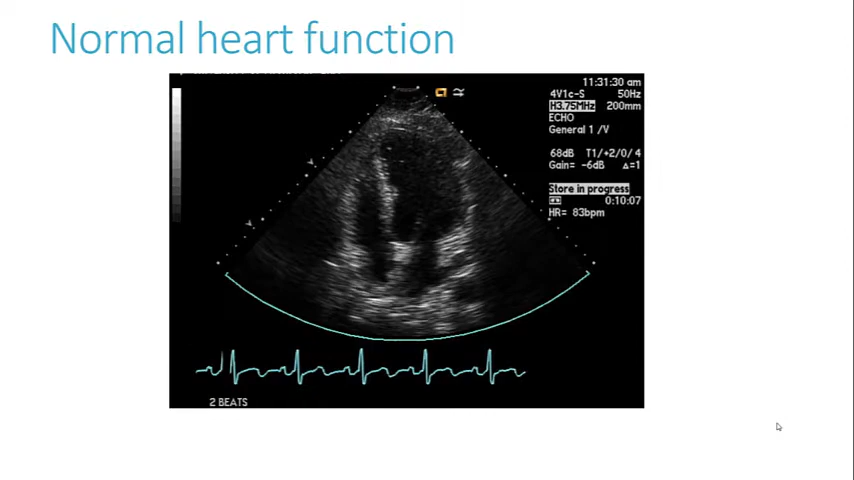 Normal heart function
11:31:30 am
4V1c-S 50Hz
H3.75MHz 200mm
ECHO
General 1 /V
68dB T1/+2/0/4
Gain= -6dB Δ=1
Store in progress
0:10:07
HR= 83bpm
2 BEATS